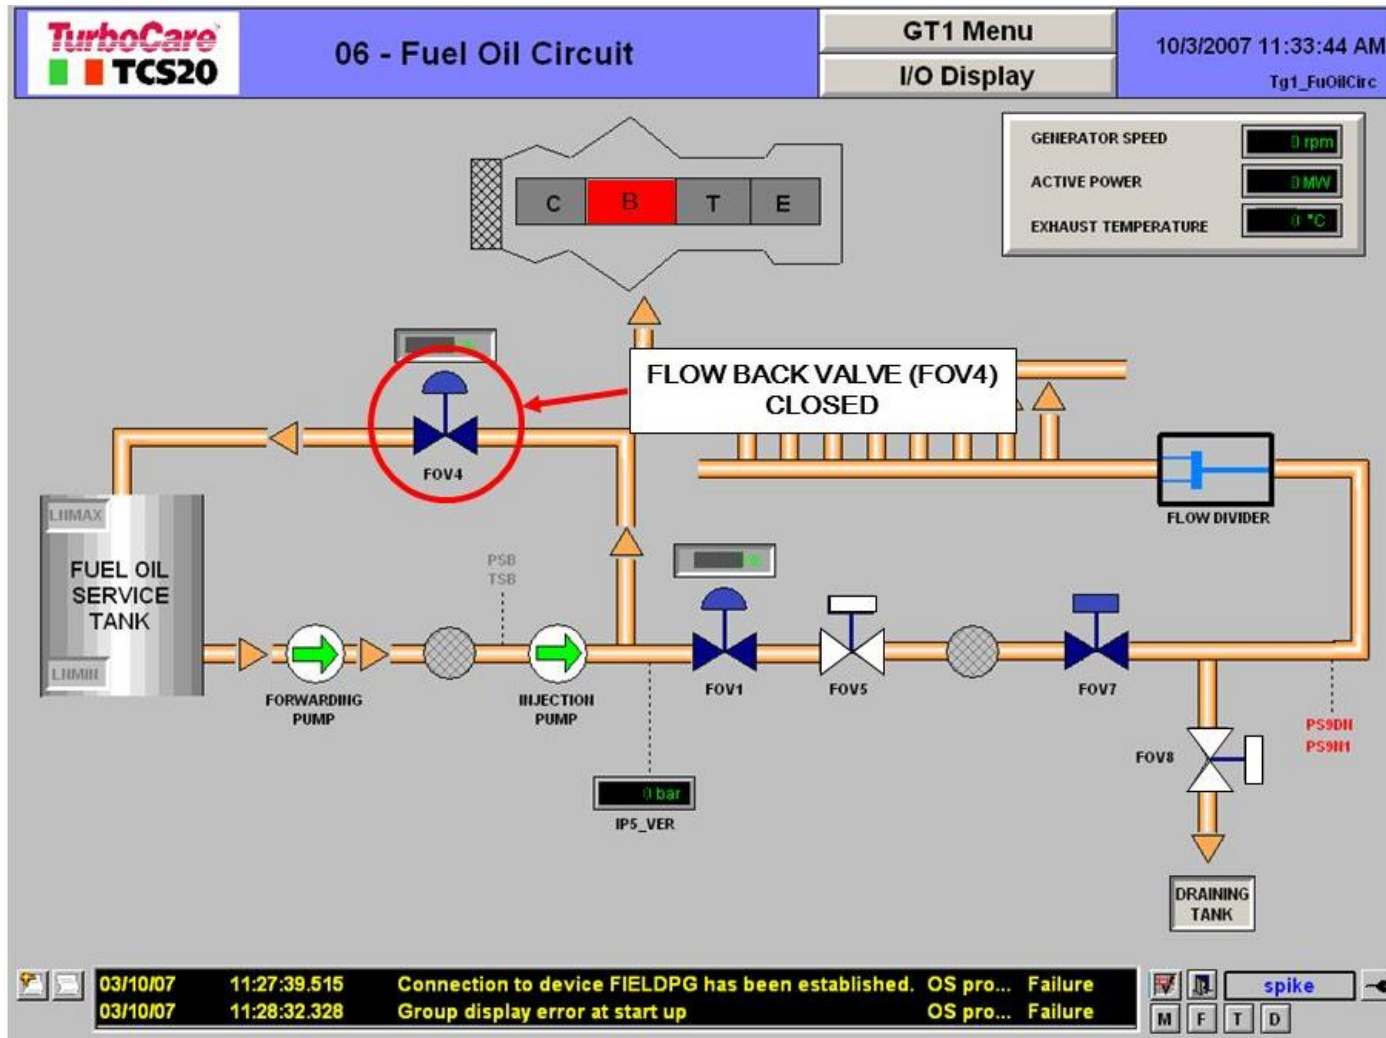 TurboCare
TCS20
06 - Fuel Oil Circuit
GT1 Menu
I/O Display
10/3/2007 11:33:44 AM
Tg1_FuOilCirc
GENERATOR SPEED
0 rpm
ACTIVE POWER
0 MW
EXHAUST TEMPERATURE
0 °C
C
B
T
E
%
FLOW BACK VALVE (FOV4)
CLOSED
FOV4
FLOW DIVIDER
LIIMAX
FUEL OIL
SERVICE
TANK
LIIMIN
PSB
TSB
%
FORWARDING
PUMP
INJECTION
PUMP
FOV1
FOV5
FOV7
PS9DII
PS9II1
FOV8
0 bar
IP5_VER
DRAINING
TANK
03/10/07 11:27:39.515 Connection to device FIELDPG has been established. OS pro... Failure
03/10/07 11:28:32.328 Group display error at start up OS pro... Failure
spike
M F T D